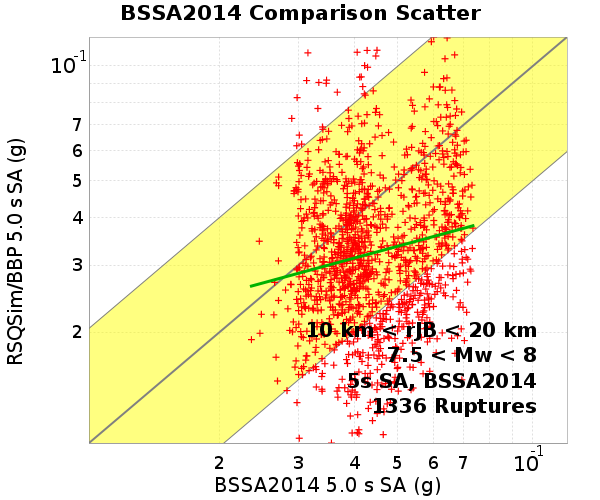 BSSA2014 Comparison Scatter
RSQSim/BBP 5.0 s SA (g)
10⁻¹
7
6
5
4
3
2
10 km < rJB < 20 km
7.5 < Mw < 8
5s SA, BSSA2014
1336 Ruptures
2 3 4 5 6 7 10⁻¹
BSSA2014 5.0 s SA (g)